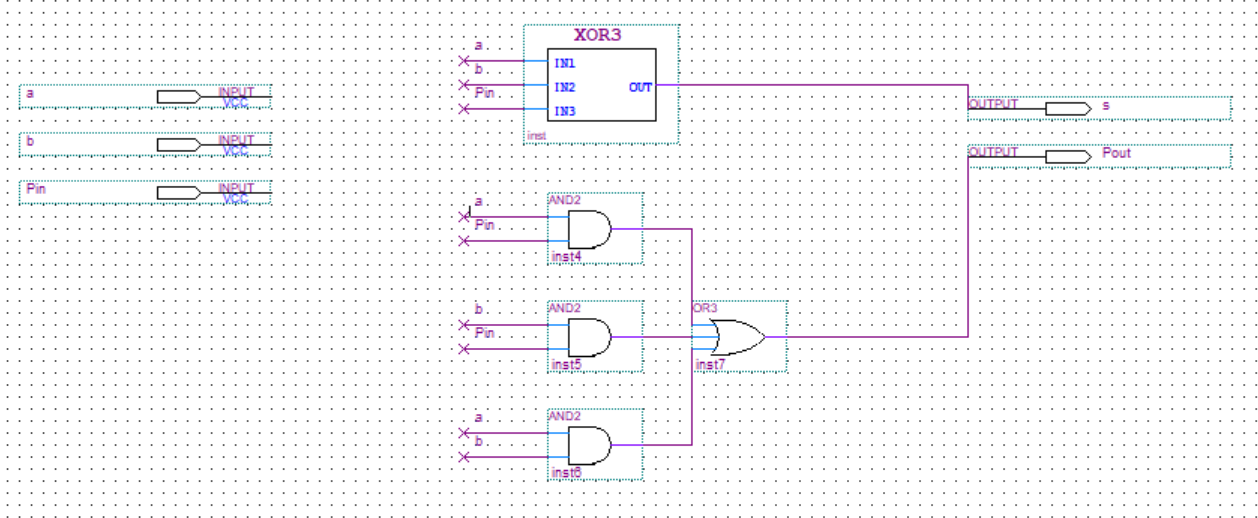 a INPUT
VCC
b INPUT
VCC
Pin INPUT
VCC
XOR3
a
b
Pin
IN1
IN2
IN3
OUT
inst
OUTPUT s
OUTPUT Pout
AND2
a
Pin
inst4
AND2
b
Pin
inst5
OR3
inst7
AND2
a
b
inst6